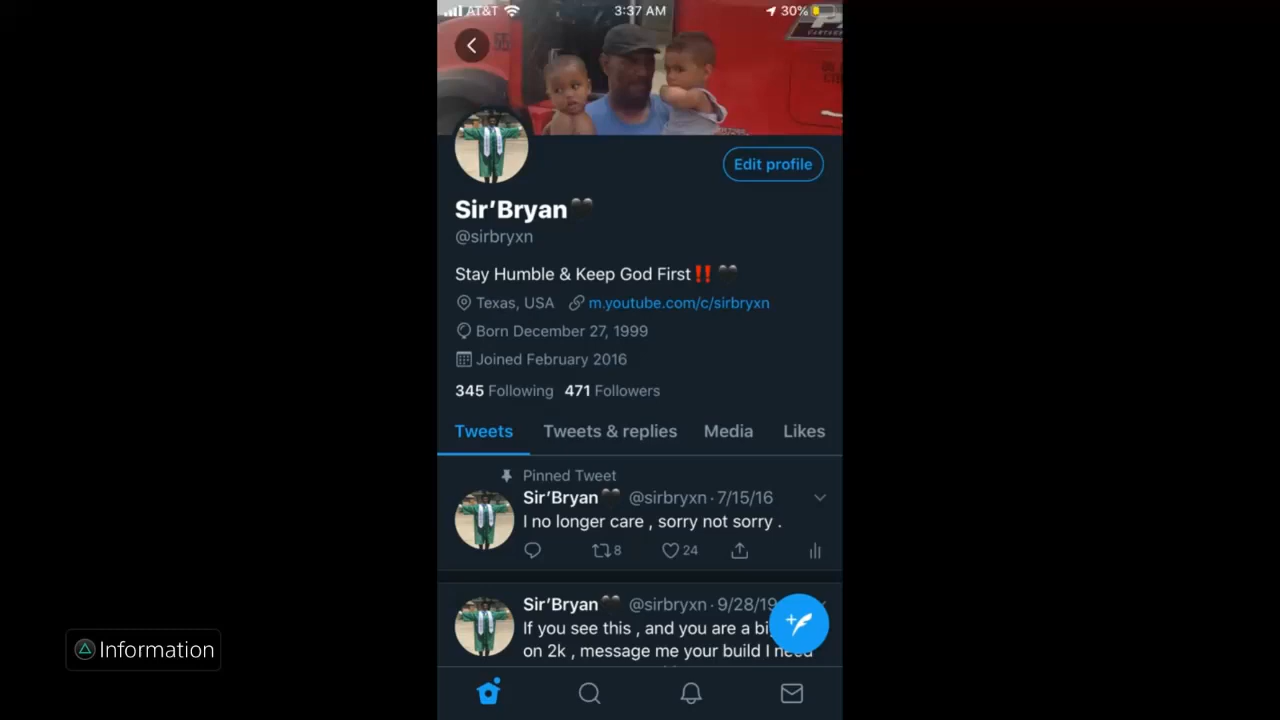 AT&T 3:37 AM 30%
55
Edit profile
Sir’Bryan🖤
@sirbryxn
Stay Humble & Keep God First‼️🖤
Texas, USA m.youtube.com/c/sirbryxn
Born December 27, 1999
Joined February 2016
345 Following 471 Followers
Tweets Tweets & replies Media Likes
Pinned Tweet
Sir’Bryan🖤 @sirbryxn · 7/15/16
I no longer care , sorry not sorry .
8 24
Sir’Bryan🖤 @sirbryxn · 9/28/19
If you see this , and you are a
on 2k , message me your build I need
Information